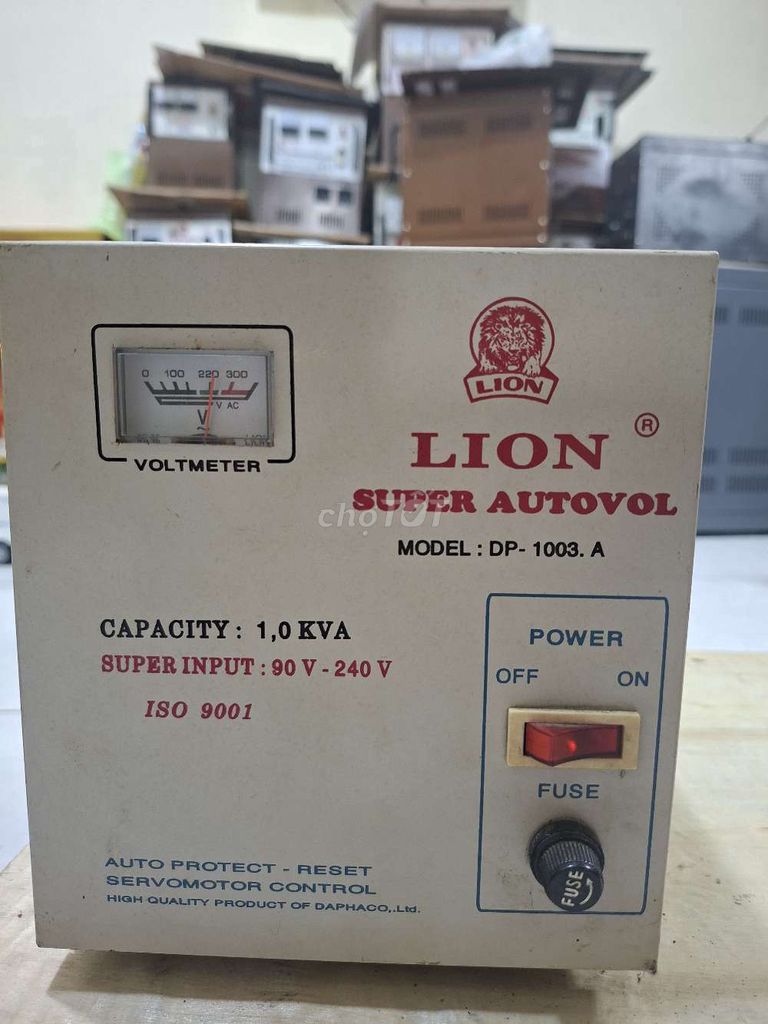 0 100 220 300
V AC
V
~
VOLTMETER
LION
LION ®
SUPER AUTOVOL
chợTỐT
MODEL : DP- 1003. A
CAPACITY : 1,0 KVA
SUPER INPUT : 90 V - 240 V
ISO 9001
POWER
OFF ON
FUSE
FUSE
AUTO PROTECT - RESET
SERVOMOTOR CONTROL
HIGH QUALITY PRODUCT OF DAPHACO,.Ltd.